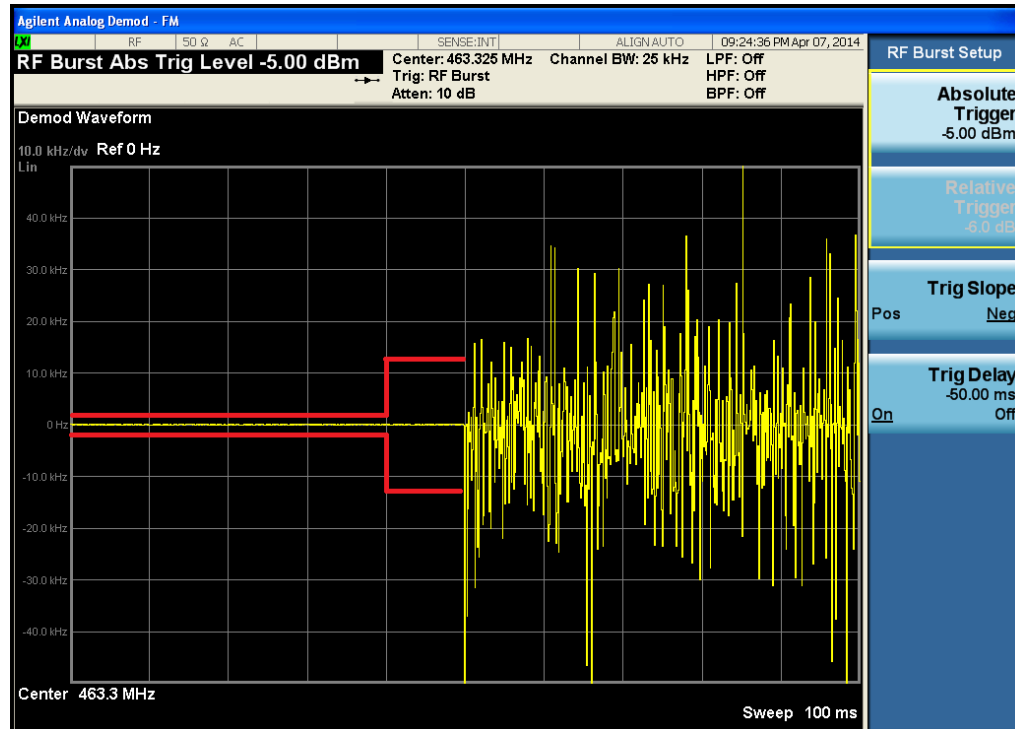 Agilent Analog Demod - FM
LXI RF 50 Ω AC SENSE:INT ALIGN AUTO 09:24:36 PM Apr 07, 2014
RF Burst Abs Trig Level -5.00 dBm
Center: 463.325 MHz Channel BW: 25 kHz LPF: Off
Trig: RF Burst HPF: Off
Atten: 10 dB BPF: Off
Demod Waveform
10.0 kHz/dv Ref 0 Hz
Lin
40.0 kHz
30.0 kHz
20.0 kHz
10.0 kHz
0 Hz
-10.0 kHz
-20.0 kHz
-30.0 kHz
-40.0 kHz
Center 463.3 MHz
Sweep 100 ms
RF Burst Setup
Absolute
Trigger
-5.00 dBm
Relative
Trigger
-6.0 dB
Trig Slope
Pos Neg
Trig Delay
-50.00 ms
On Off